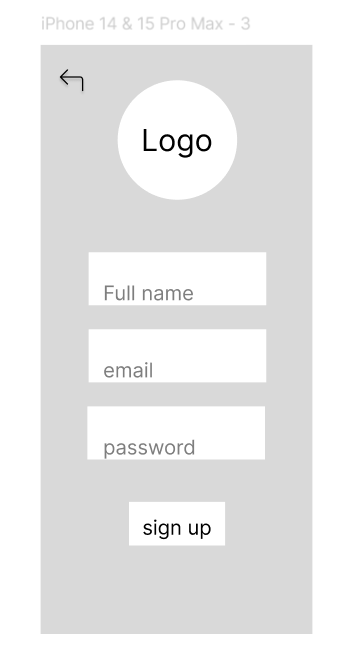 iPhone 14 & 15 Pro Max - 3
Logo
Full name
email
password
sign up